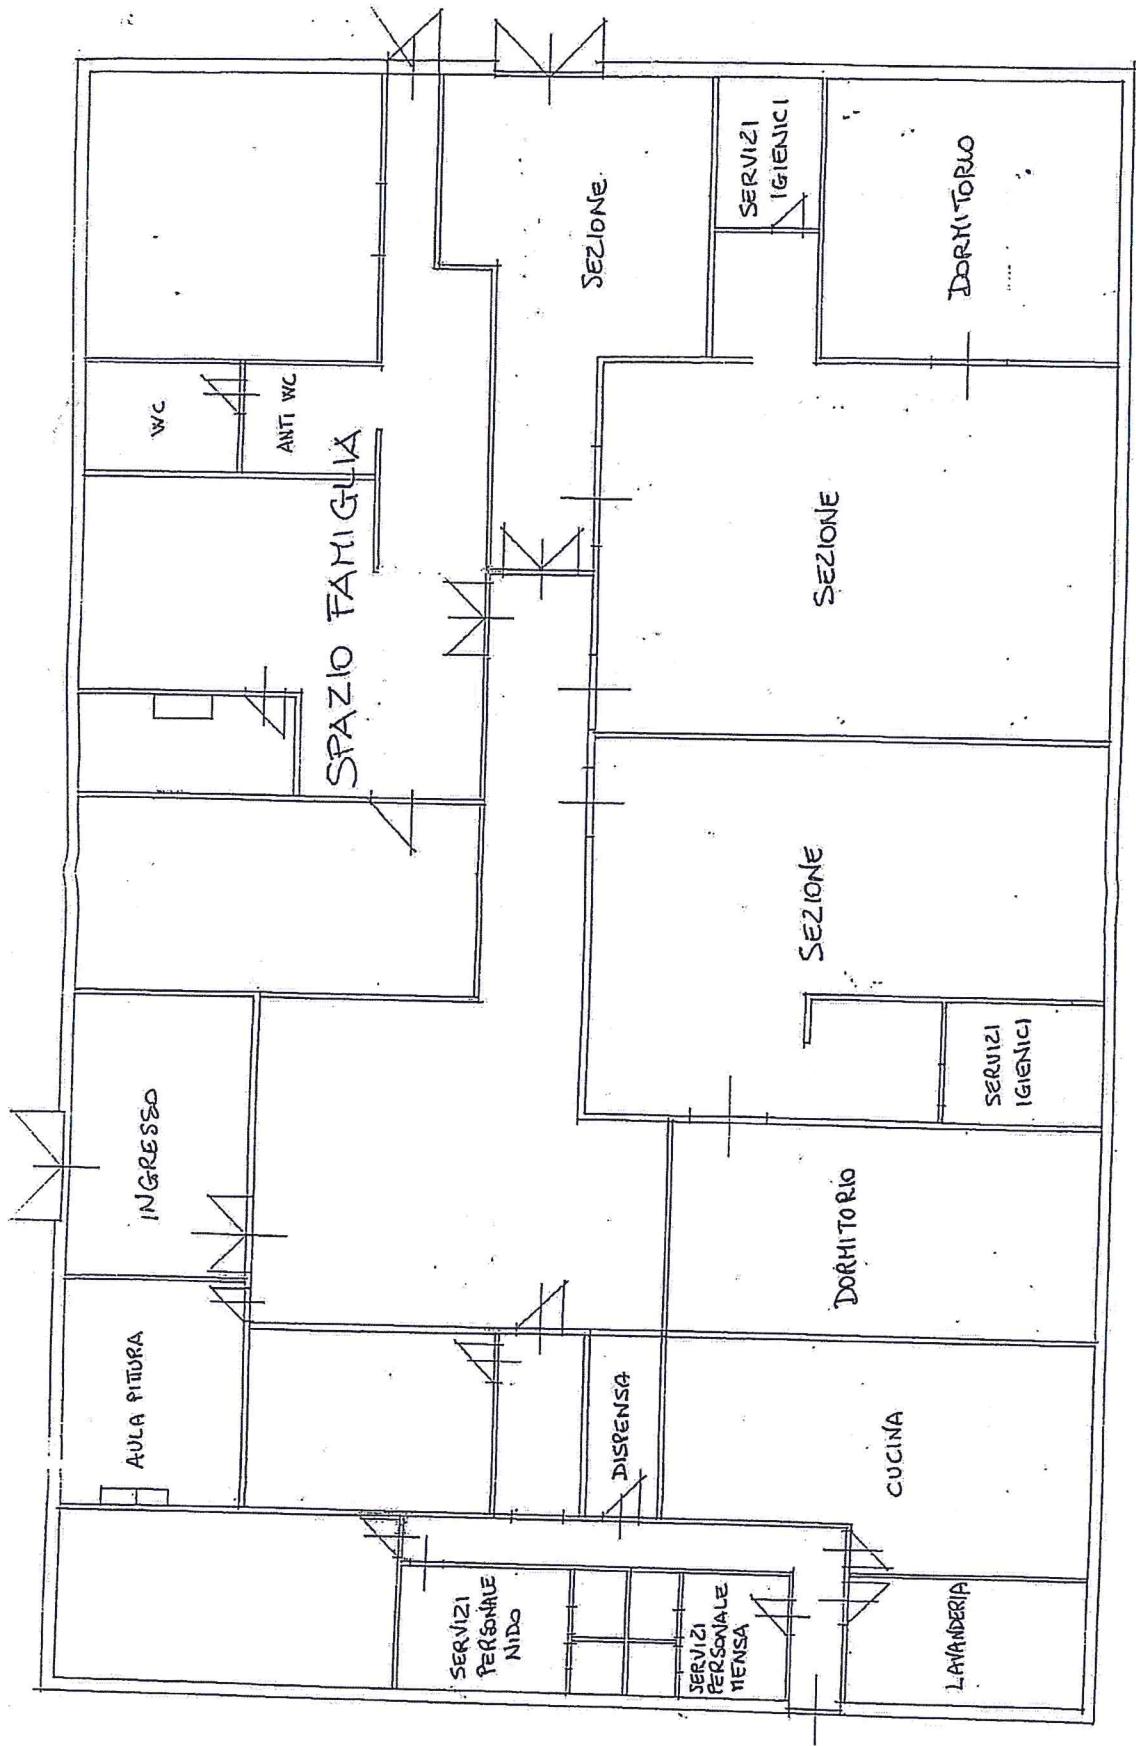 WC
ANTI WC
SPAZIO FAMIGLIA
INGRESSO
AULA PITTURA
SEZIONE
SERVIZI
IGIENICI
DORMITORIO
SEZIONE
SEZIONE
SERVIZI
IGIENICI
DORMITORIO
DISPENSA
CUCINA
SERVIZI
PERSONALE
NIDO
SERVIZI
PERSONALE
MENSA
LAVANDERIA